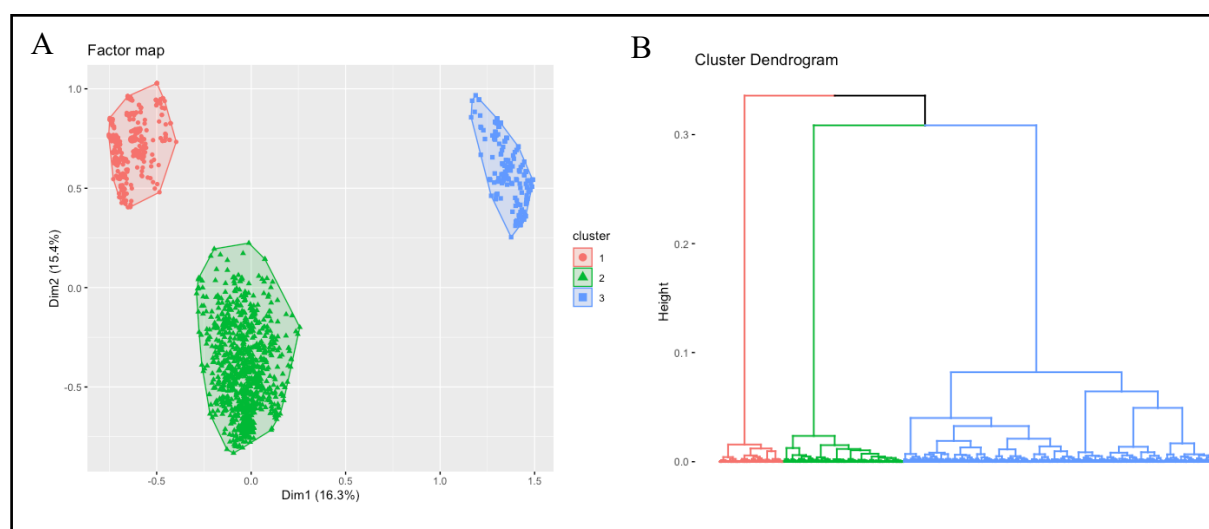 A
Factor map
1.0
0.5
0.0
-0.5
Dim2 (15.4%)
-0.5
0.0
0.5
1.0
1.5
Dim1 (16.3%)
cluster
1
2
3
B
Cluster Dendrogram
0.3
0.2
0.1
0.0
Height